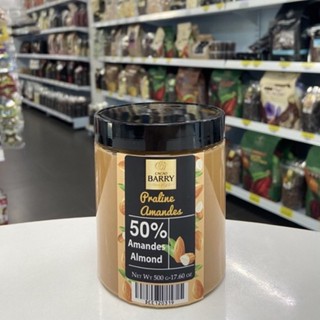 CACAO
BARRY
Praline
Amandes
50%
Amandes
Almond
NET WT 500 G-17.60 OZ